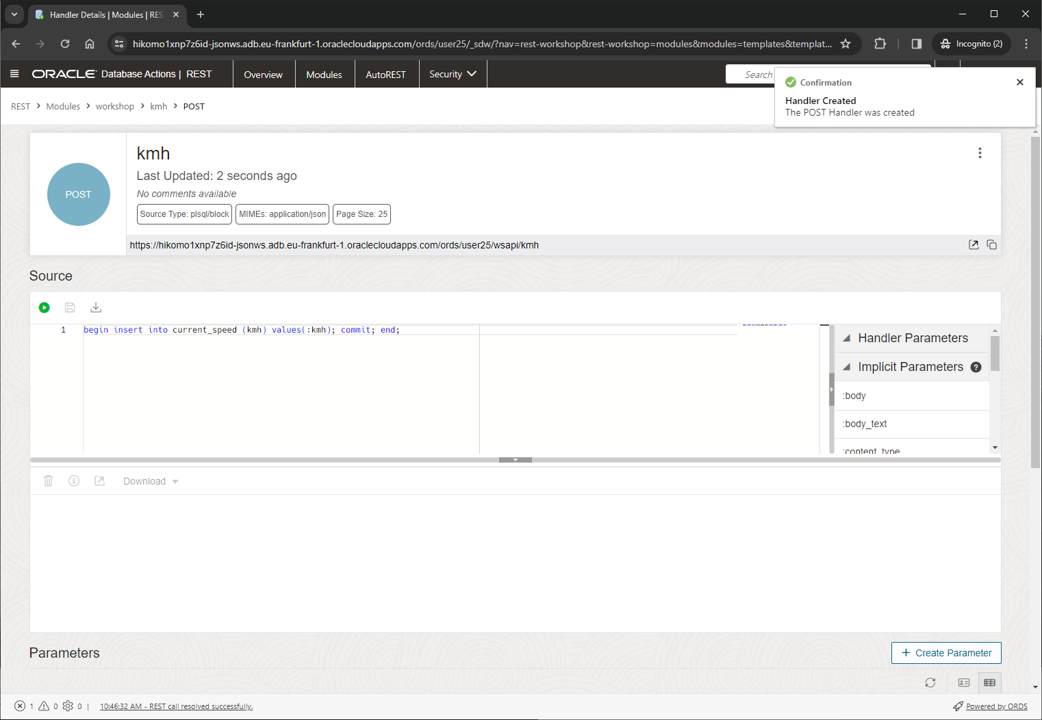 Handler Details | Modules | RES
Incognito (2)
hikomo1xnp7z6id-jsonws.adb.eu-frankfurt-1.oraclecloudapps.com/ords/user25/_sdw/?nav=rest-workshop&rest-workshop=modules&modules=templates&templat...
ORACLE Database Actions | REST
Overview
Modules
AutoREST
Security
Search
Confirmation
Handler Created
The POST Handler was created
REST > Modules > workshop > kmh > POST
POST
kmh
Last Updated: 2 seconds ago
No comments available
Source Type: plsql/block
MIMEs: application/json
Page Size: 25
https://hikomo1xnp7z6id-jsonws.adb.eu-frankfurt-1.oraclecloudapps.com/ords/user25/wsapi/kmh
Source
1 begin insert into current_speed (kmh) values(:kmh); commit; end;
Handler Parameters
Implicit Parameters
:body
:body_text
:content_type
Download
Parameters
+ Create Parameter
1 0 0 | 10:46:32 AM - REST call resolved successfully.
Powered by ORDS